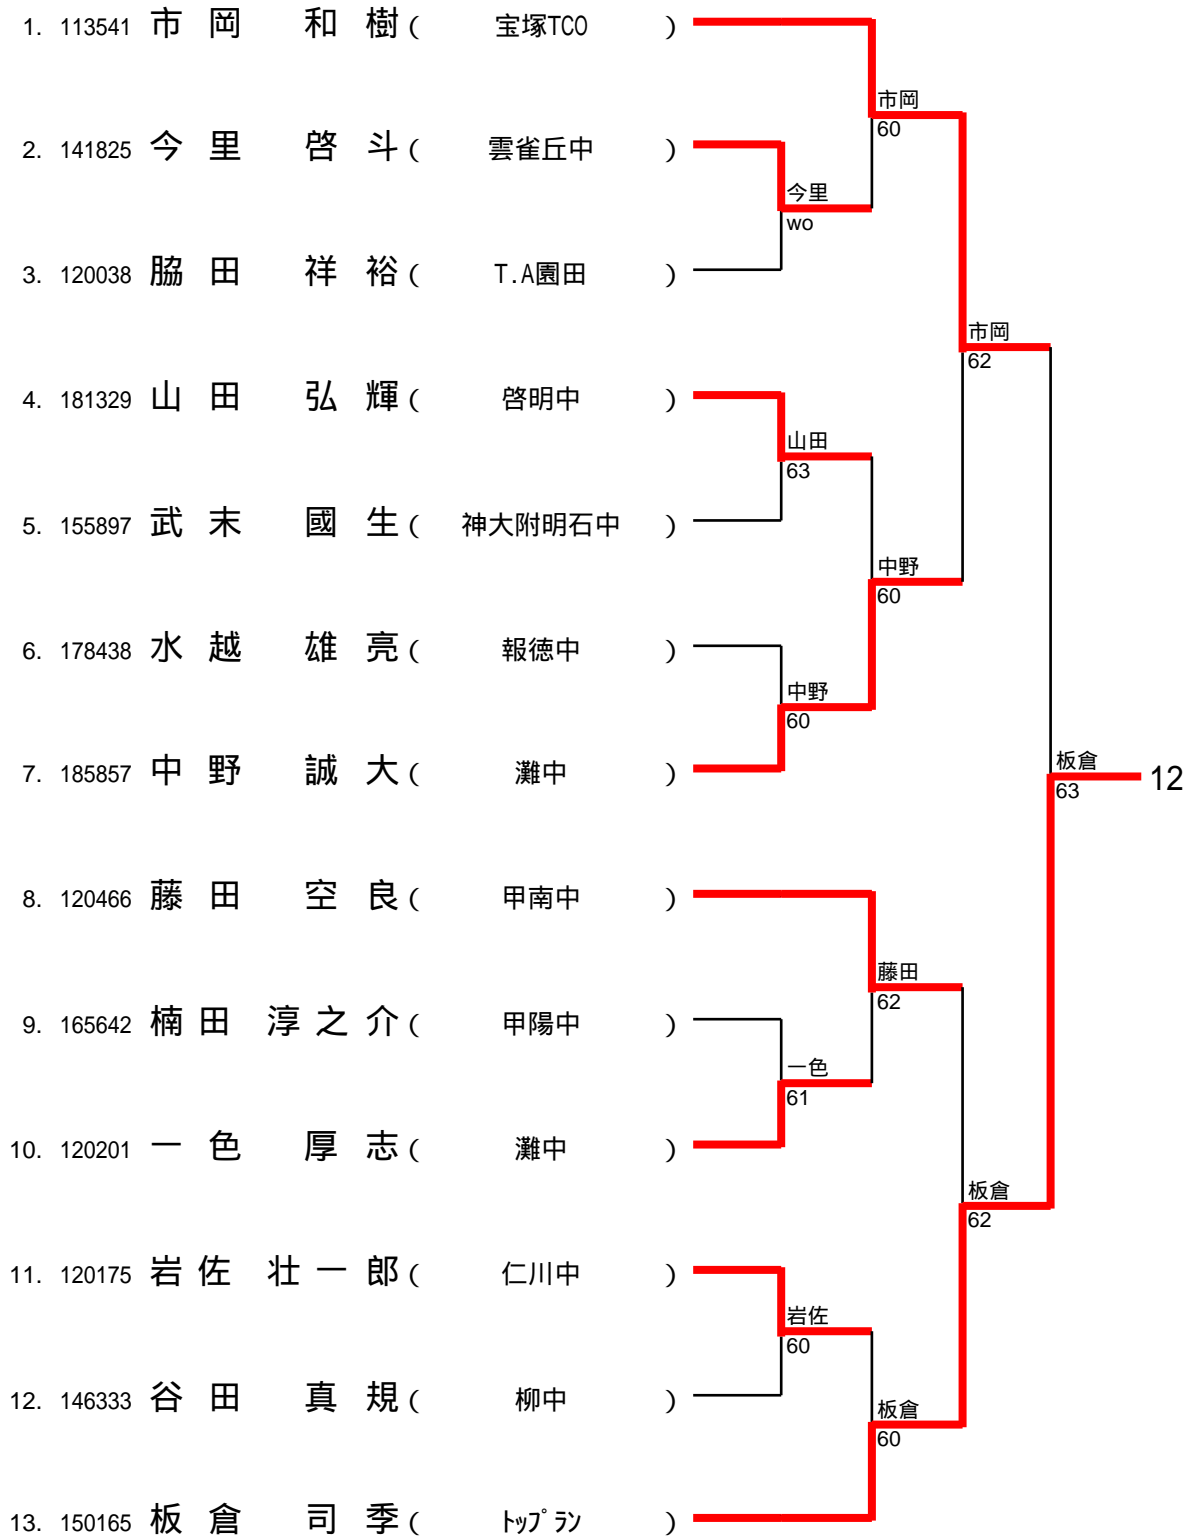 1. 113541 市 岡 和 樹 ( 宝塚TCO )
市岡
60
2. 141825 今 里 啓 斗 ( 雲雀丘中 )
今里
wo
3. 120038 脇 田 祥 裕 ( T.A園田 )
市岡
62
4. 181329 山 田 弘 輝 ( 啓明中 )
山田
63
5. 155897 武 末 國 生 ( 神大附明石中 )
中野
60
6. 178438 水 越 雄 亮 ( 報徳中 )
中野
60
7. 185857 中 野 誠 大 ( 灘中 )
板倉
63
12
8. 120466 藤 田 空 良 ( 甲南中 )
藤田
62
9. 165642 楠 田 淳 之 介 ( 甲陽中 )
一色
61
10. 120201 一 色 厚 志 ( 灘中 )
板倉
62
11. 120175 岩 佐 壮 一 郎 ( 仁川中 )
岩佐
60
12. 146333 谷 田 真 規 ( 柳中 )
板倉
60
13. 150165 板 倉 司 季 ( ﾄｯﾌﾟﾗﾝ )